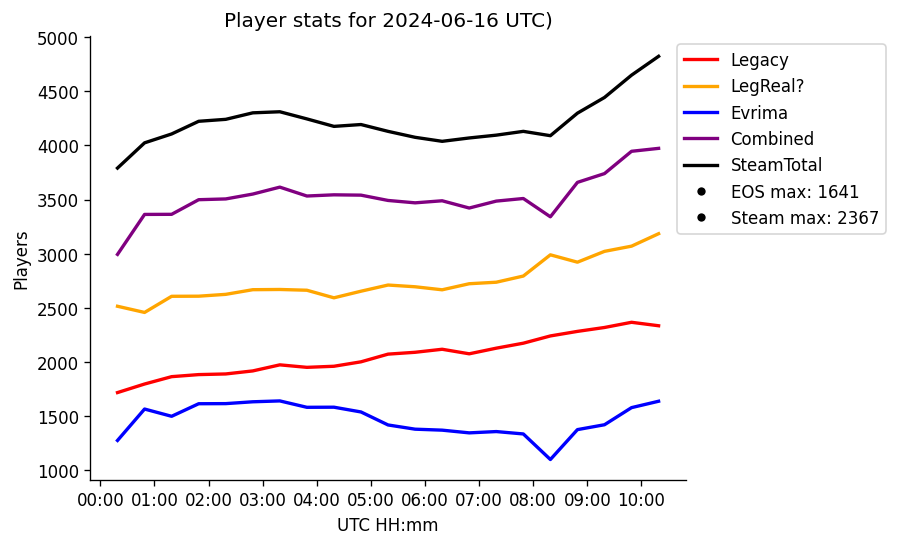 Player stats for 2024-06-16 UTC)
5000
4500
4000
3500
3000
2500
2000
1500
1000
Players
00:00 01:00 02:00 03:00 04:00 05:00 06:00 07:00 08:00 09:00 10:00
UTC HH:mm
Legacy
LegReal?
Evrima
Combined
SteamTotal
EOS max: 1641
Steam max: 2367